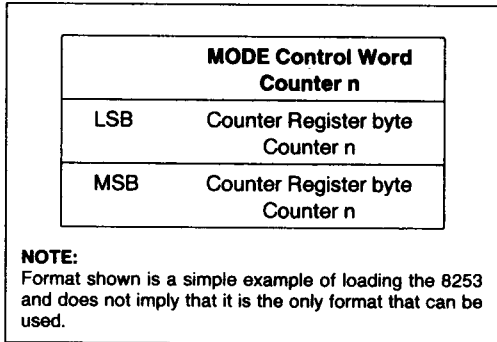 MODE Control Word
Counter n
LSB Counter Register byte
Counter n
MSB Counter Register byte
Counter n
NOTE:
Format shown is a simple example of loading the 8253
and does not imply that it is the only format that can be
used.